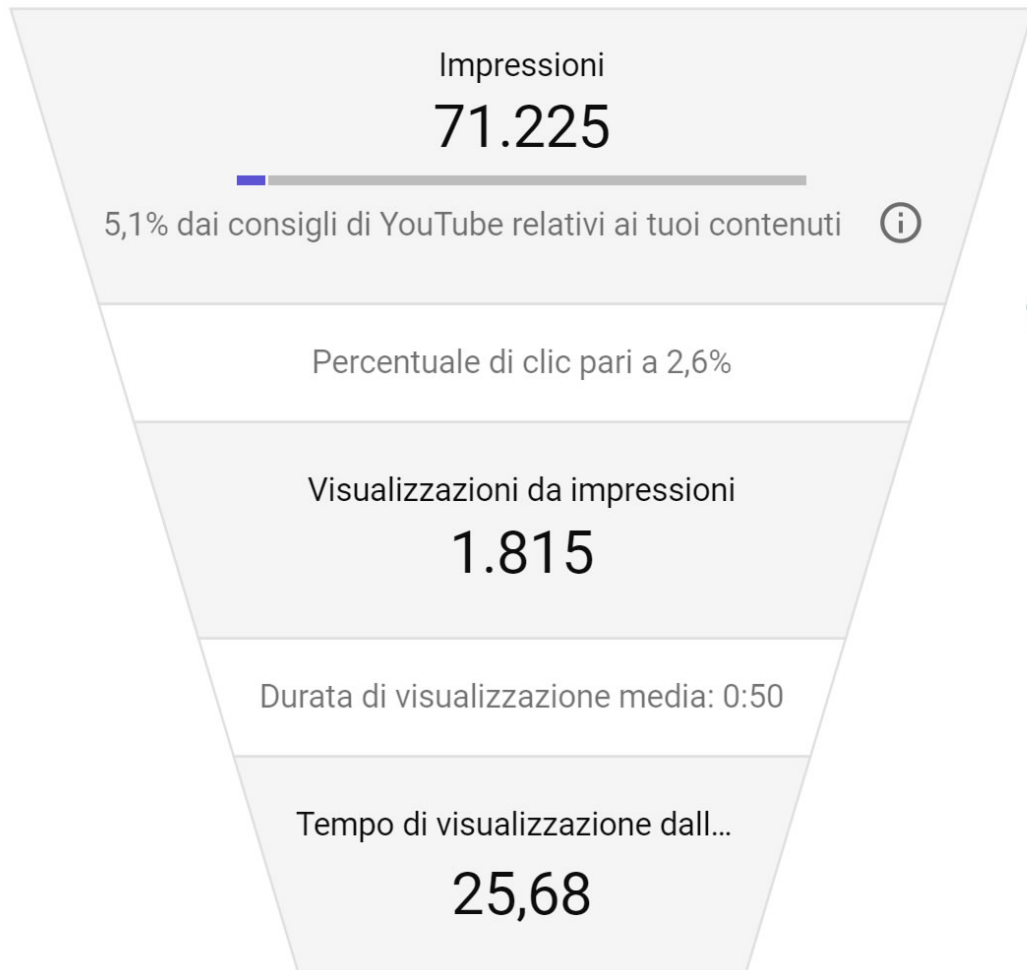 Impressioni
71.225
5,1% dai consigli di YouTube relativi ai tuoi contenuti
Percentuale di clic pari a 2,6%
Visualizzazioni da impressioni
1.815
Durata di visualizzazione media: 0:50
Tempo di visualizzazione dall…
25,68